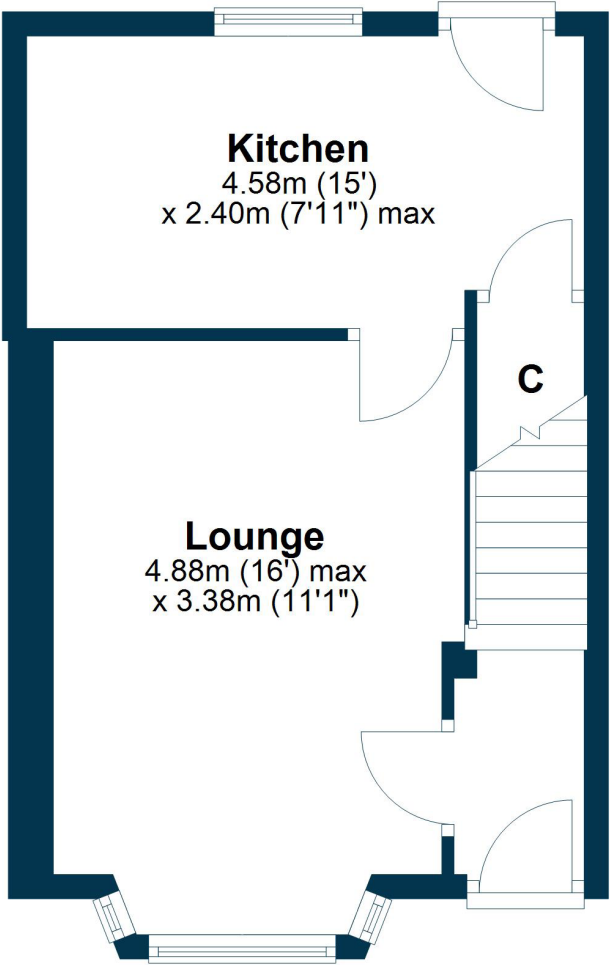 Kitchen
4.58m (15')
x 2.40m (7'11") max
C
Lounge
4.88m (16') max
x 3.38m (11'1")